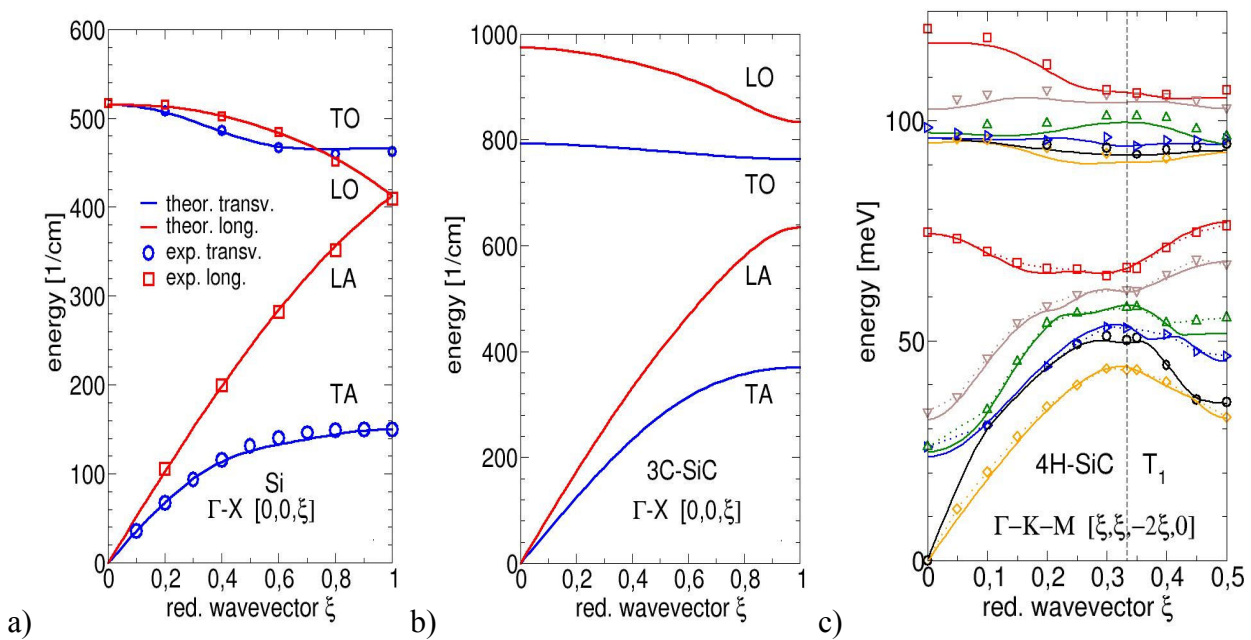 600
500
400
300
200
100
0
energy [1/cm]
TO
LO
LA
TA
theor. transv.
theor. long.
exp. transv.
exp. long.
Si
Γ-X [0,0,ξ]
0 0,2 0,4 0,6 0,8 1
red. wavevector ξ
a)
1000
800
600
400
200
0
energy [1/cm]
LO
TO
LA
TA
3C-SiC
Γ-X [0,0,ξ]
0 0,2 0,4 0,6 0,8 1
red. wavevector ξ
b)
100
50
0
energy [meV]
4H-SiC T1
Γ−K−M [ξ,ξ,−2ξ,0]
0 0,1 0,2 0,3 0,4 0,5
red. wavevector ξ
c)